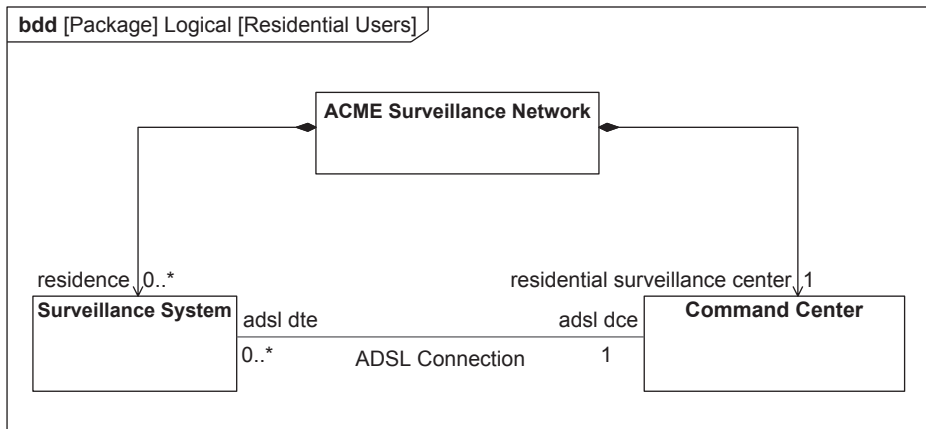 bdd [Package] Logical [Residential Users]
ACME Surveillance Network
residence 0..*
residential surveillance center 1
Surveillance System
Command Center
adsl dte
adsl dce
0..*
ADSL Connection
1